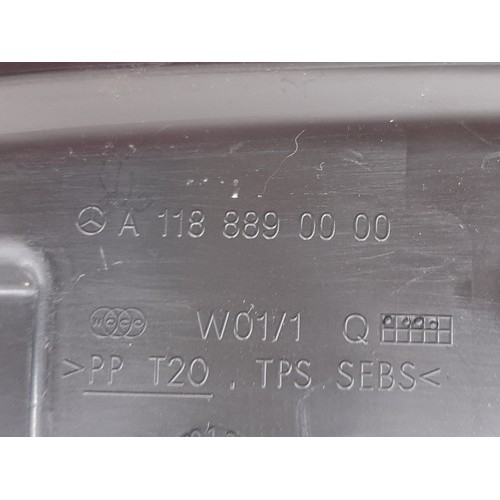 A 118 889 00 00
W01/1 Q
>PP T20, TPS SEBS<